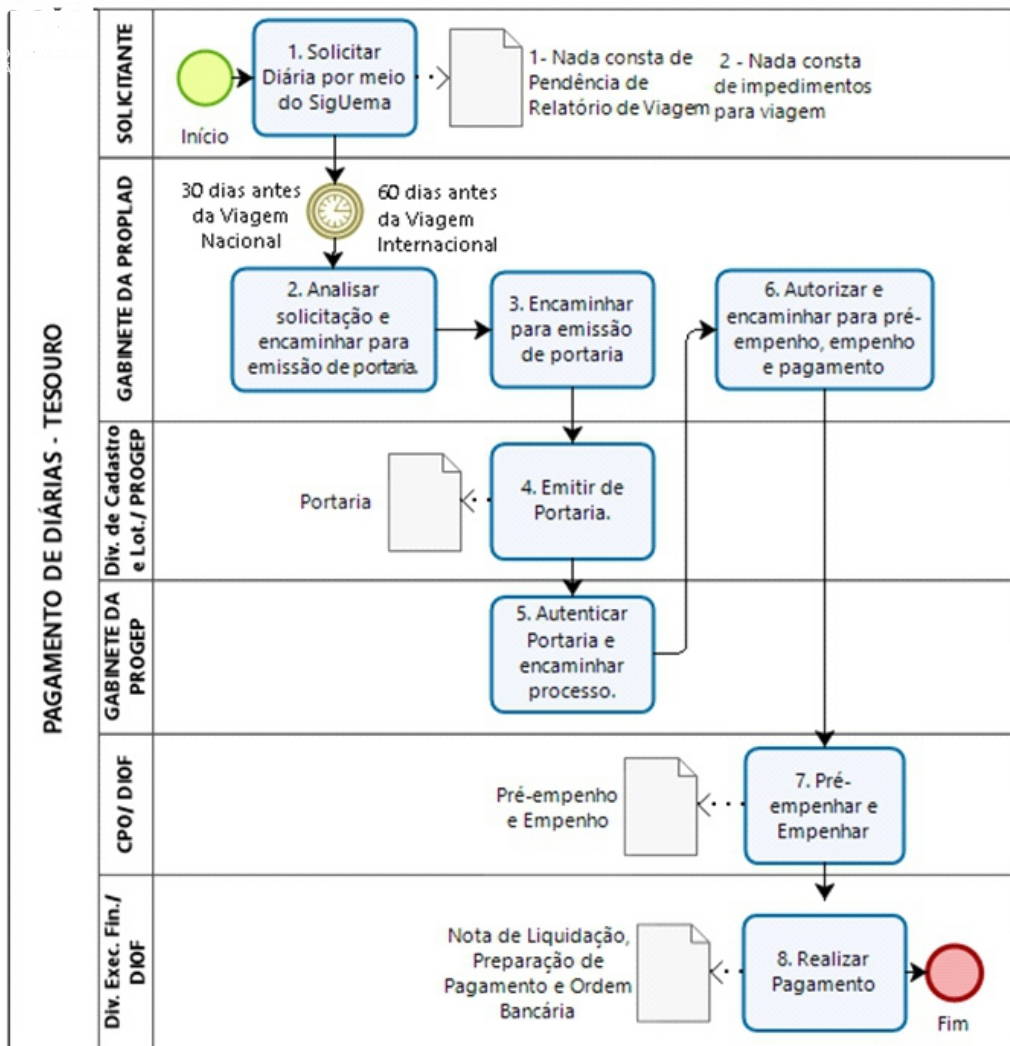 PAGAMENTO DE DIÁRIAS - TESOURO
SOLICITANTE
Início
1. Solicitar
Diária por meio
do SigUema
1- Nada consta de
Pendência de
Relatório de Viagem
2 - Nada consta
de impedimentos
para viagem
GABINETE DA PROPLAD
30 dias antes
da Viagem
Nacional
60 dias antes
da Viagem
Internacional
2. Analisar
solicitação e
encaminhar para
emissão de portaria.
3. Encaminhar
para emissão
de portaria
6. Autorizar e
encaminhar para pré-
empenho, empenho
e pagamento
Div. de Cadastro
e Lot./ PROGEP
Portaria
4. Emitir de
Portaria.
GABINETE DA
PROGEP
5. Autenticar
Portaria e
encaminhar
processo.
CPO/ DIOF
Pré-empenho
e Empenho
7. Pré-
empenhar e
Empenhar
Div. Exec. Fin./
DIOF
Nota de Liquidação,
Preparação de
Pagamento e Ordem
Bancária
8. Realizar
Pagamento
Fim